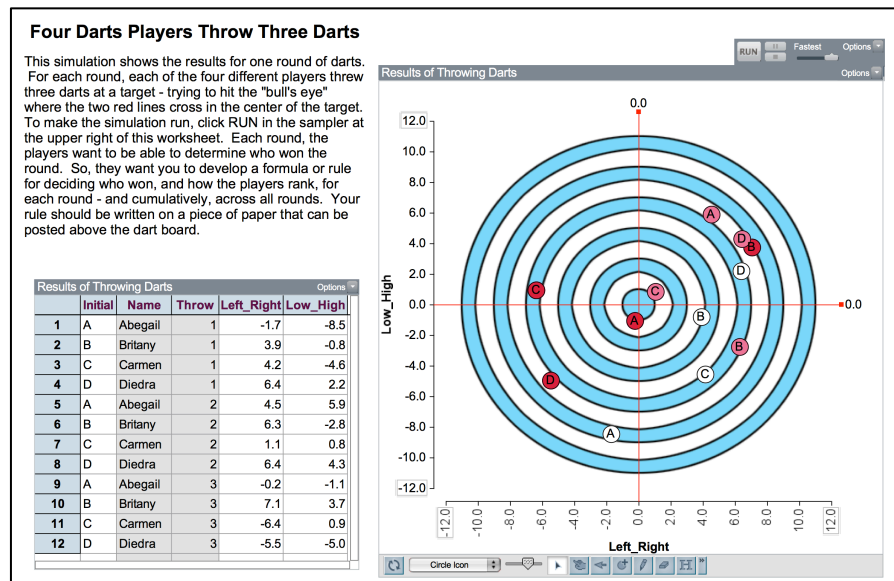 Four Darts Players Throw Three Darts
This simulation shows the results for one round of darts.
For each round, each of the four different players threw
three darts at a target - trying to hit the "bull's eye"
where the two red lines cross in the center of the target.
To make the simulation run, click RUN in the sampler at
the upper right of this worksheet. Each round, the
players want to be able to determine who won the
round. So, they want you to develop a formula or rule
for deciding who won, and how the players rank, for
each round - and cumulatively, across all rounds. Your
rule should be written on a piece of paper that can be
posted above the dart board.
RUN Fastest Options
Results of Throwing Darts Options
0.0
12.0
10.0
8.0
6.0
4.0
2.0
0.0
-2.0
-4.0
-6.0
-8.0
-10.0
-12.0
Low_High
A
D
B
D
C
C
A
B
B
C
D
A
0.0
-12.0 -10.0 -8.0 -6.0 -4.0 -2.0 0.0 2.0 4.0 6.0 8.0 10.0 12.0
Left_Right
Circle Icon
Results of Throwing Darts Options
Initial Name Throw Left_Right Low_High
1 A Abegail 1 -1.7 -8.5
2 B Britany 1 3.9 -0.8
3 C Carmen 1 4.2 -4.6
4 D Diedra 1 6.4 2.2
5 A Abegail 2 4.5 5.9
6 B Britany 2 6.3 -2.8
7 C Carmen 2 1.1 0.8
8 D Diedra 2 6.4 4.3
9 A Abegail 3 -0.2 -1.1
10 B Britany 3 7.1 3.7
11 C Carmen 3 -6.4 0.9
12 D Diedra 3 -5.5 -5.0